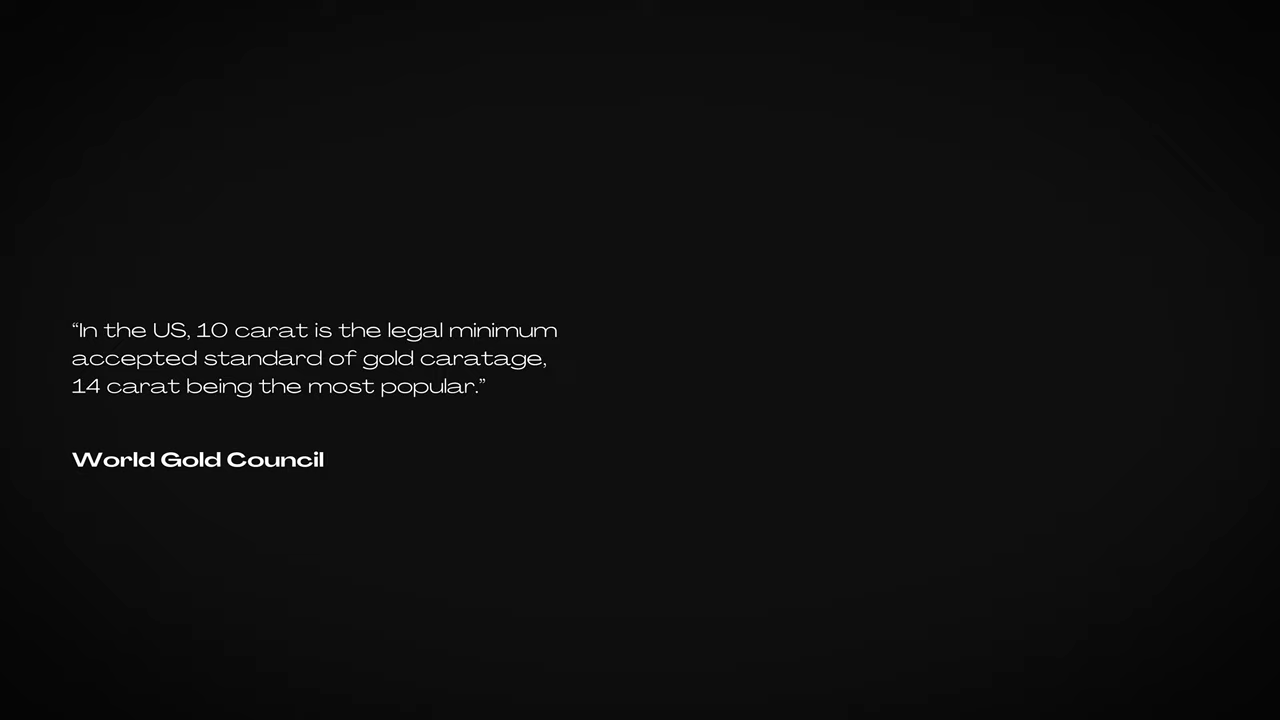 “In the US, 10 carat is the legal minimum
accepted standard of gold caratage,
14 carat being the most popular.”
World Gold Council